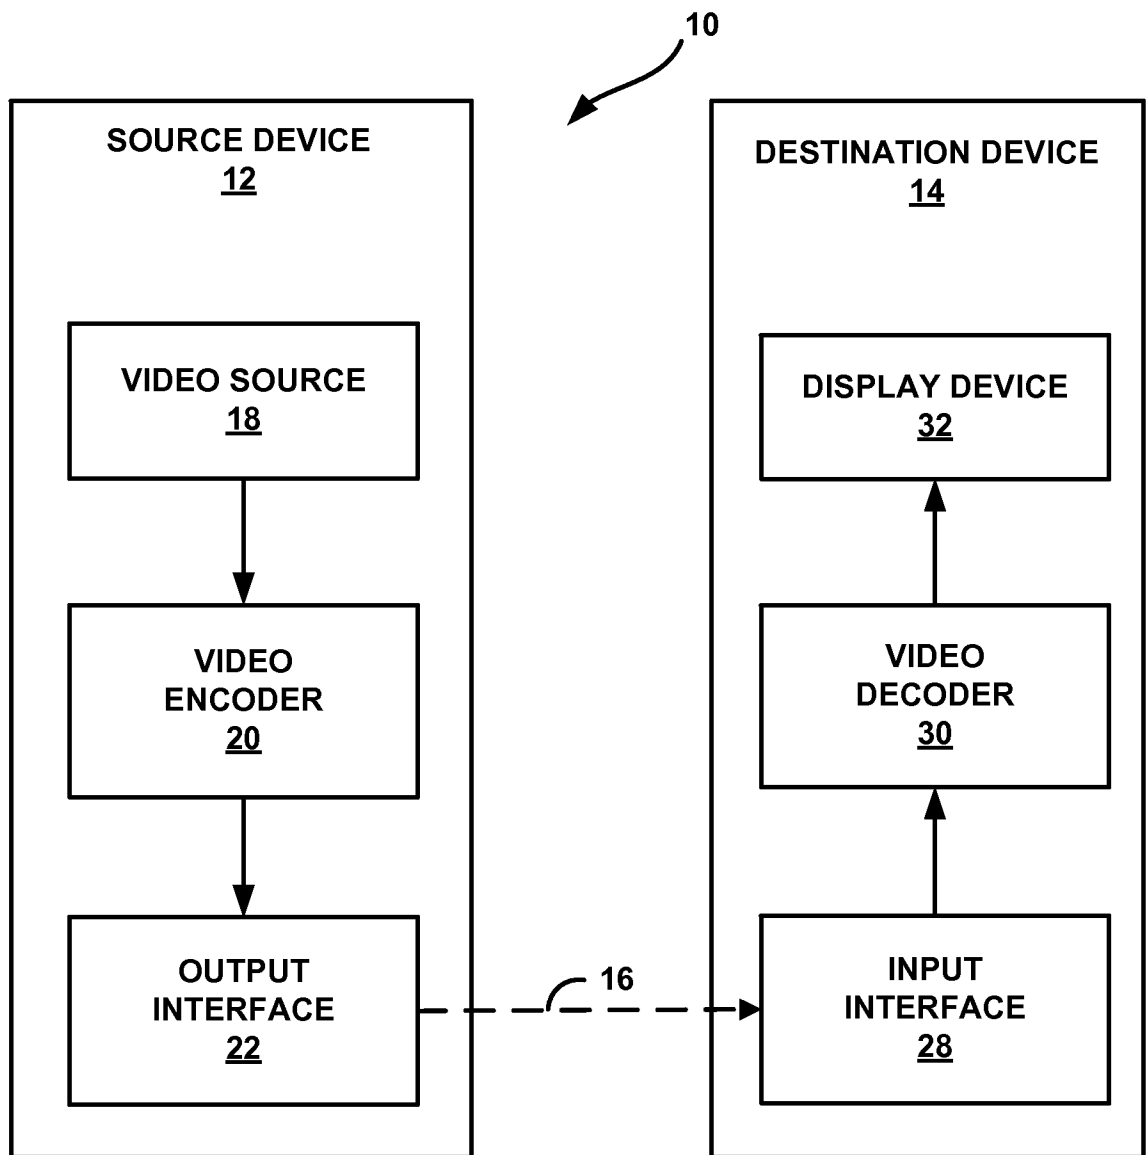 10
SOURCE DEVICE
12
VIDEO SOURCE
18
VIDEO
ENCODER
20
OUTPUT
INTERFACE
22
16
DESTINATION DEVICE
14
DISPLAY DEVICE
32
VIDEO
DECODER
30
INPUT
INTERFACE
28